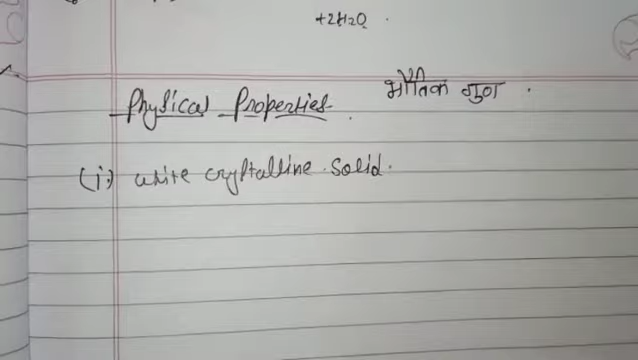 +2H₂O.
Physical Properties. भौतिक गुण .
(i.) white crystalline solid.